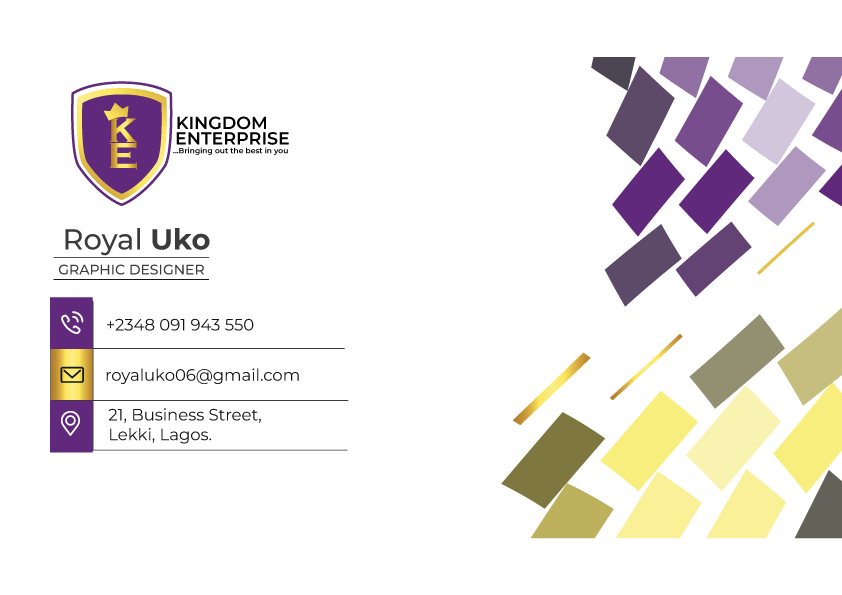 K
E
KINGDOM
ENTERPRISE
...Bringing out the best in you
Royal Uko
GRAPHIC DESIGNER
+2348 091 943 550
royaluko06@gmail.com
21, Business Street,
Lekki, Lagos.